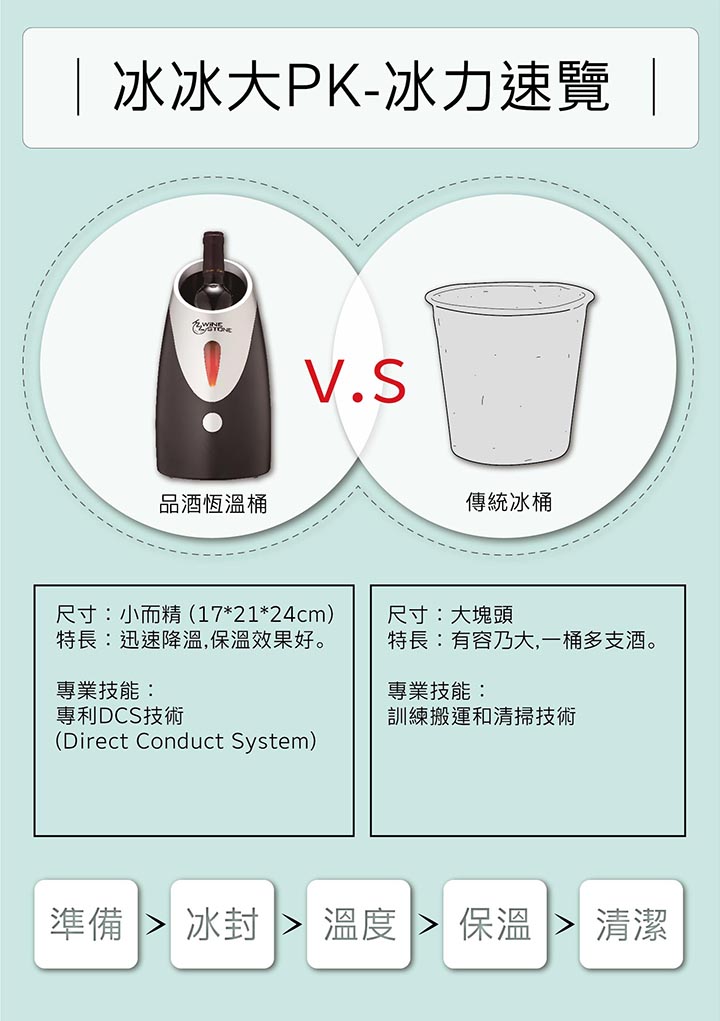 冰冰大PK-冰力速覽
WINE
STONE
V.S
品酒恆溫桶
傳統冰桶
尺寸：小而精 (17*21*24cm)
特長：迅速降溫,保溫效果好。
專業技能：
專利DCS技術
(Direct Conduct System)
尺寸：大塊頭
特長：有容乃大,一桶多支酒。
專業技能：
訓練搬運和清掃技術
準備 > 冰封 > 溫度 > 保溫 > 清潔